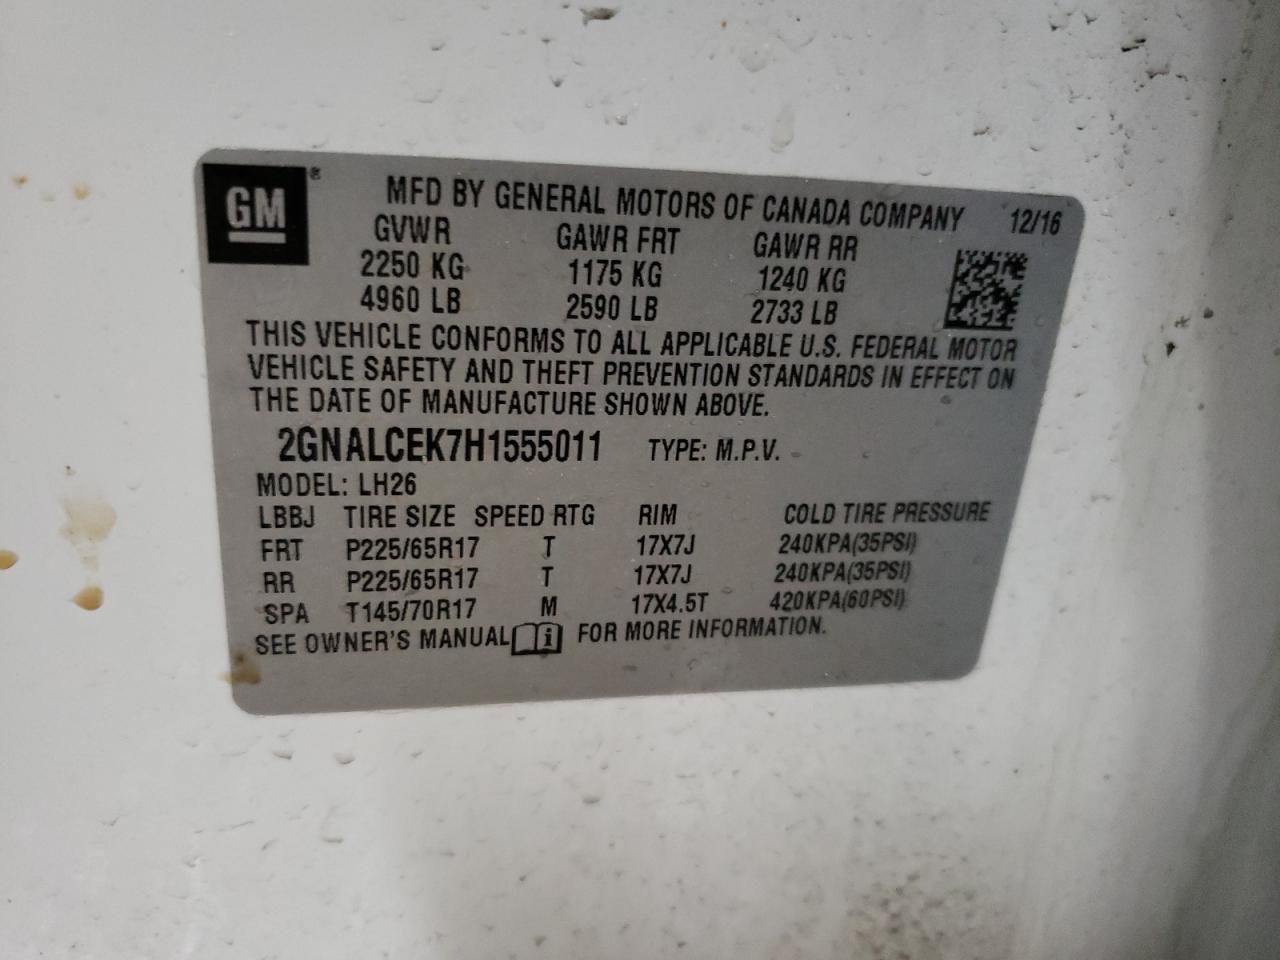 GM ®
MFD BY GENERAL MOTORS OF CANADA COMPANY 12/16
GVWR GAWR FRT GAWR RR
2250 KG 1175 KG 1240 KG
4960 LB 2590 LB 2733 LB
THIS VEHICLE CONFORMS TO ALL APPLICABLE U.S. FEDERAL MOTOR
VEHICLE SAFETY AND THEFT PREVENTION STANDARDS IN EFFECT ON
THE DATE OF MANUFACTURE SHOWN ABOVE.
2GNALCEK7H1555011 TYPE: M.P.V.
MODEL: LH26
LBBJ TIRE SIZE SPEED RTG RIM COLD TIRE PRESSURE
FRT P225/65R17 T 17X7J 240KPA(35PSI)
RR P225/65R17 T 17X7J 240KPA(35PSI)
SPA T145/70R17 M 17X4.5T 420KPA(60PSI)
SEE OWNER'S MANUAL i FOR MORE INFORMATION.